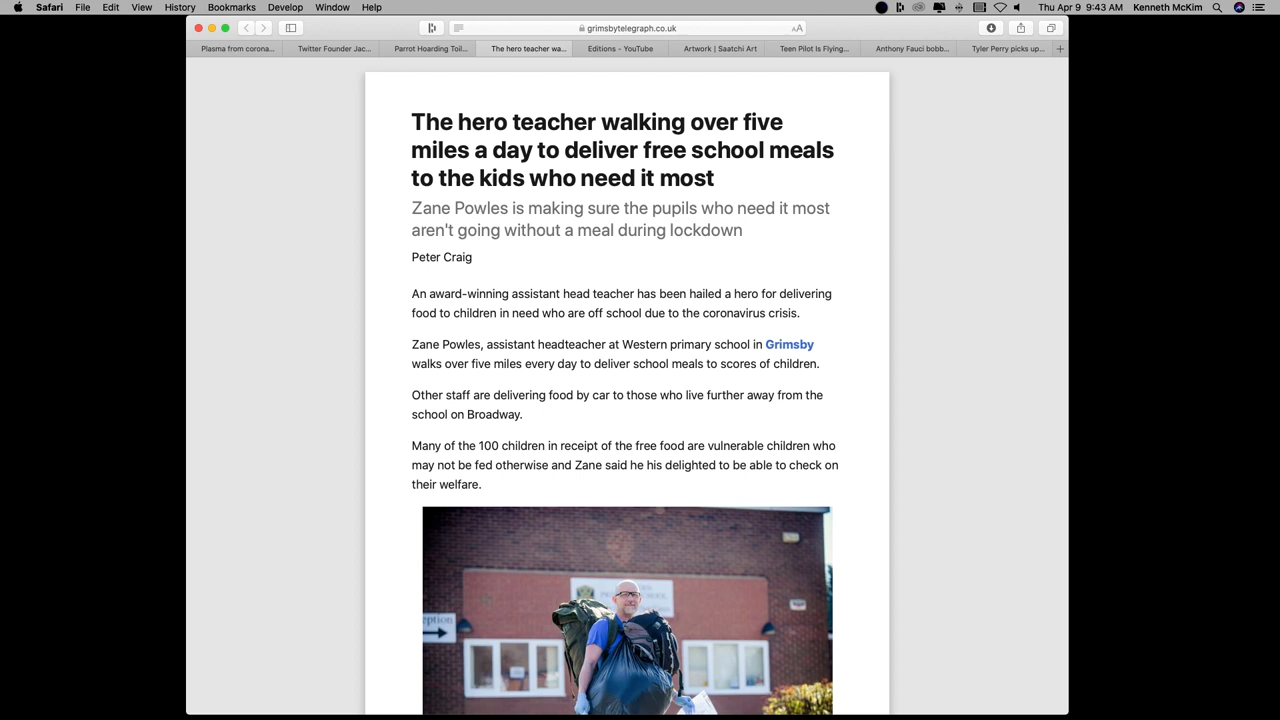 Safari File Edit View History Bookmarks Develop Window Help Thu Apr 9 9:43 AM Kenneth McKim
grimsbytelegraph.co.uk AA
Plasma from corona... Twitter Founder Jac... Parrot Hoarding Toil... The hero teacher wa... Editions - YouTube Artwork | Saatchi Art Teen Pilot Is Flying... Anthony Fauci bobb... Tyler Perry picks up...
The hero teacher walking over five
miles a day to deliver free school meals
to the kids who need it most
Zane Powles is making sure the pupils who need it most
aren't going without a meal during lockdown
Peter Craig
An award-winning assistant head teacher has been hailed a hero for delivering
food to children in need who are off school due to the coronavirus crisis.
Zane Powles, assistant headteacher at Western primary school in Grimsby
walks over five miles every day to deliver school meals to scores of children.
Other staff are delivering food by car to those who live further away from the
school on Broadway.
Many of the 100 children in receipt of the free food are vulnerable children who
may not be fed otherwise and Zane said he his delighted to be able to check on
their welfare.